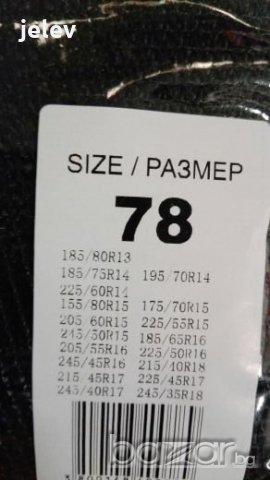 jelev
SIZE / РАЗМЕР
78
185/80R13
185/75R14 195/70R14
225/60R14
155/80R15 175/70R15
205/60R15 225/55R15
215/50R15 185/65R16
205/55R16 225/50R16
245/45R16 215/40R18
215/45R17 225/45R17
245/40R17 245/35R18
bazar.bg